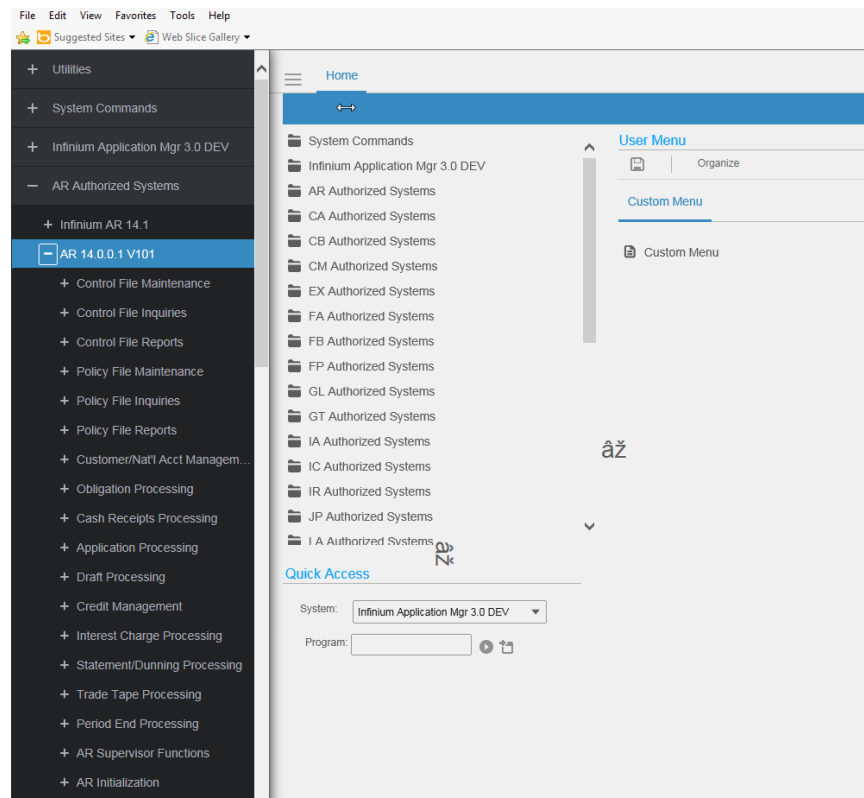 File Edit View Favorites Tools Help
Suggested Sites Web Slice Gallery
Utilities
System Commands
Infinium Application Mgr 3.0 DEV
AR Authorized Systems
Infinium AR 14.1
AR 14.0.0.1 V101
Control File Maintenance
Control File Inquiries
Control File Reports
Policy File Maintenance
Policy File Inquiries
Policy File Reports
Customer/Nat'l Acct Managem...
Obligation Processing
Cash Receipts Processing
Application Processing
Draft Processing
Credit Management
Interest Charge Processing
Statement/Dunning Processing
Trade Tape Processing
Period End Processing
AR Supervisor Functions
AR Initialization
Home
System Commands
Infinium Application Mgr 3.0 DEV
AR Authorized Systems
CA Authorized Systems
CB Authorized Systems
CM Authorized Systems
EX Authorized Systems
FA Authorized Systems
FB Authorized Systems
FP Authorized Systems
GL Authorized Systems
GT Authorized Systems
IA Authorized Systems
IC Authorized Systems
IR Authorized Systems
JP Authorized Systems
LA Authorized Systems
Quick Access
System: Infinium Application Mgr 3.0 DEV
Program:
User Menu
Organize
Custom Menu
Custom Menu
âž